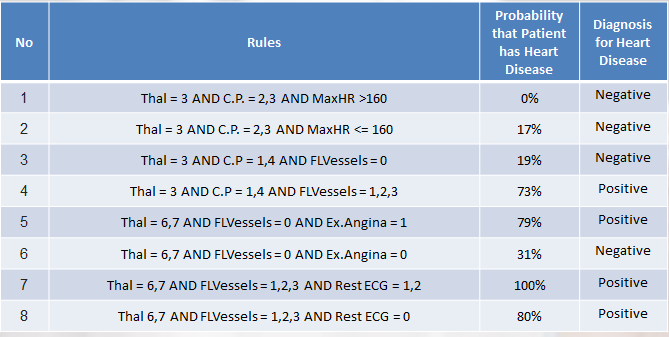 No Rules Probability that Patient has Heart Disease Diagnosis for Heart Disease
1 Thal = 3 AND C.P. = 2,3 AND MaxHR >160 0% Negative
2 Thal = 3 AND C.P. = 2,3 AND MaxHR <= 160 17% Negative
3 Thal = 3 AND C.P = 1,4 AND FLVessels = 0 19% Negative
4 Thal = 3 AND C.P = 1,4 AND FLVessels = 1,2,3 73% Positive
5 Thal = 6,7 AND FLVessels = 0 AND Ex.Angina = 1 79% Positive
6 Thal = 6,7 AND FLVessels = 0 AND Ex.Angina = 0 31% Negative
7 Thal = 6,7 AND FLVessels = 1,2,3 AND Rest ECG = 1,2 100% Positive
8 Thal 6,7 AND FLVessels = 1,2,3 AND Rest ECG = 0 80% Positive